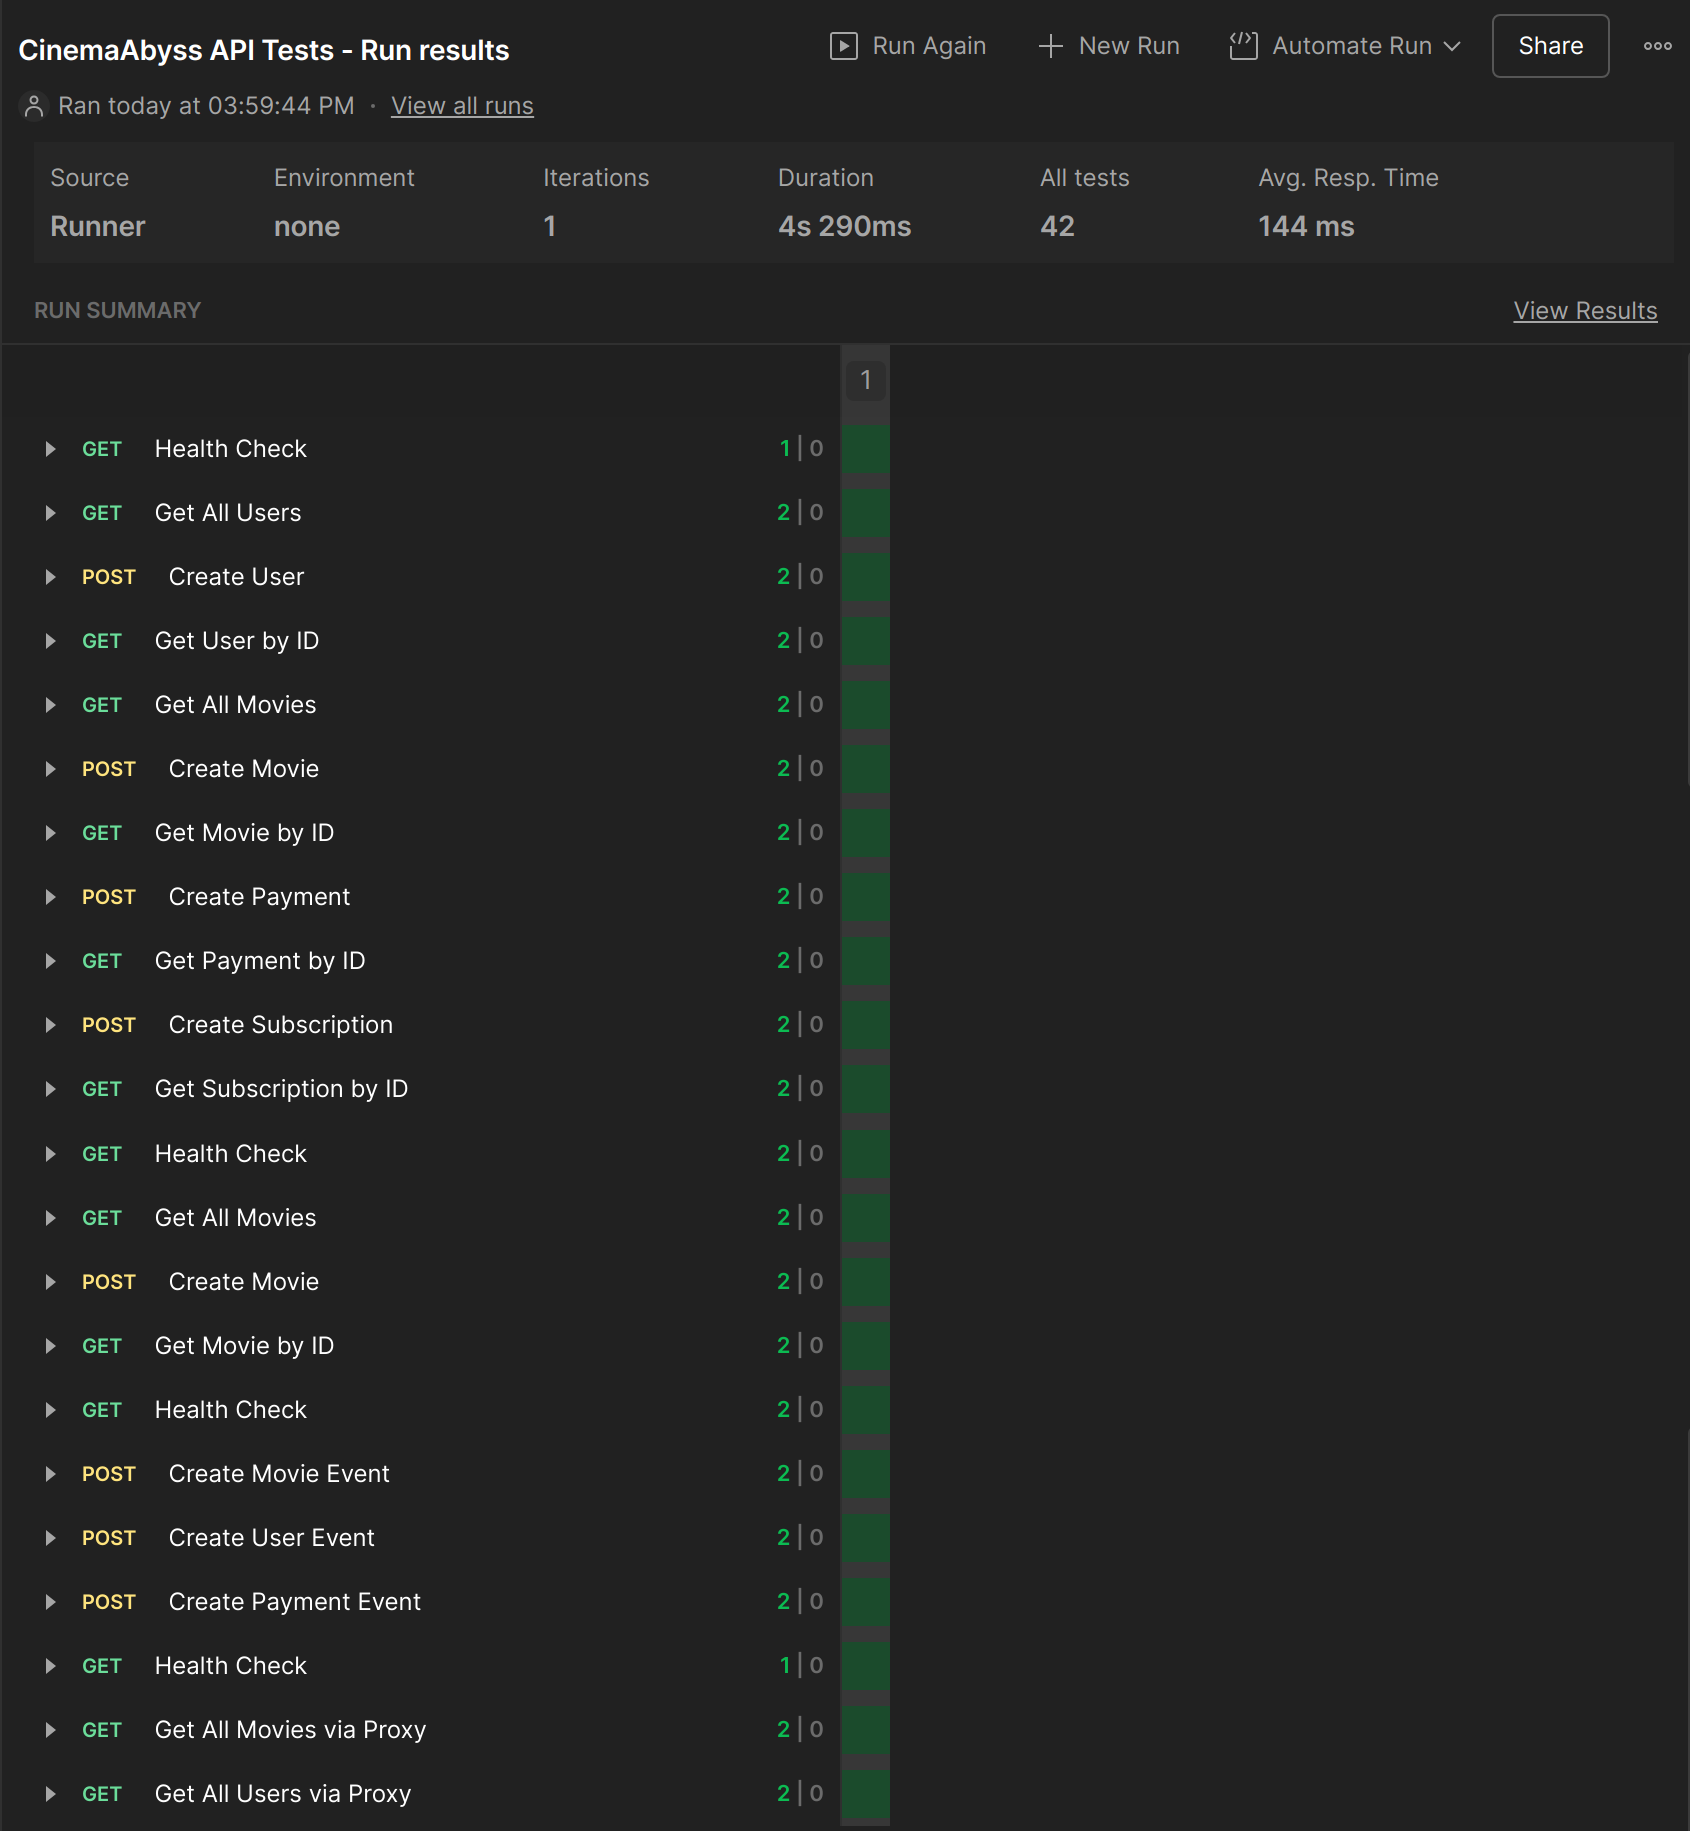 CinemaAbyss API Tests - Run results
Run Again
New Run
Automate Run
Share
Ran today at 03:59:44 PM · View all runs
Source Environment Iterations Duration All tests Avg. Resp. Time
Runner none 1 4s 290ms 42 144 ms
RUN SUMMARY View Results
1
GET Health Check 1 | 0
GET Get All Users 2 | 0
POST Create User 2 | 0
GET Get User by ID 2 | 0
GET Get All Movies 2 | 0
POST Create Movie 2 | 0
GET Get Movie by ID 2 | 0
POST Create Payment 2 | 0
GET Get Payment by ID 2 | 0
POST Create Subscription 2 | 0
GET Get Subscription by ID 2 | 0
GET Health Check 2 | 0
GET Get All Movies 2 | 0
POST Create Movie 2 | 0
GET Get Movie by ID 2 | 0
GET Health Check 2 | 0
POST Create Movie Event 2 | 0
POST Create User Event 2 | 0
POST Create Payment Event 2 | 0
GET Health Check 1 | 0
GET Get All Movies via Proxy 2 | 0
GET Get All Users via Proxy 2 | 0